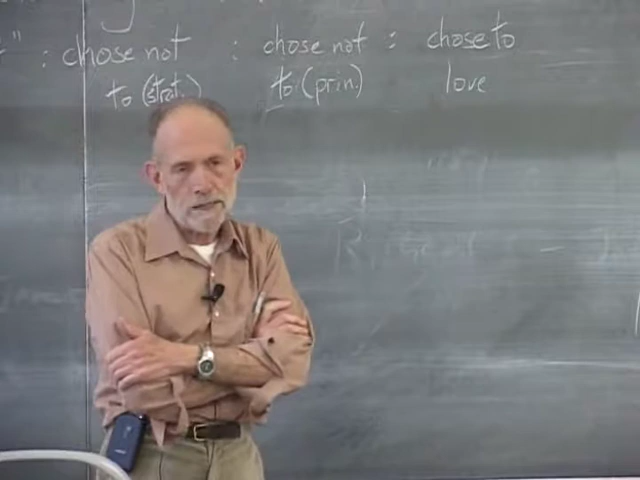 " : chose not : chose not : chose to
to (strat.) to (prin.) love